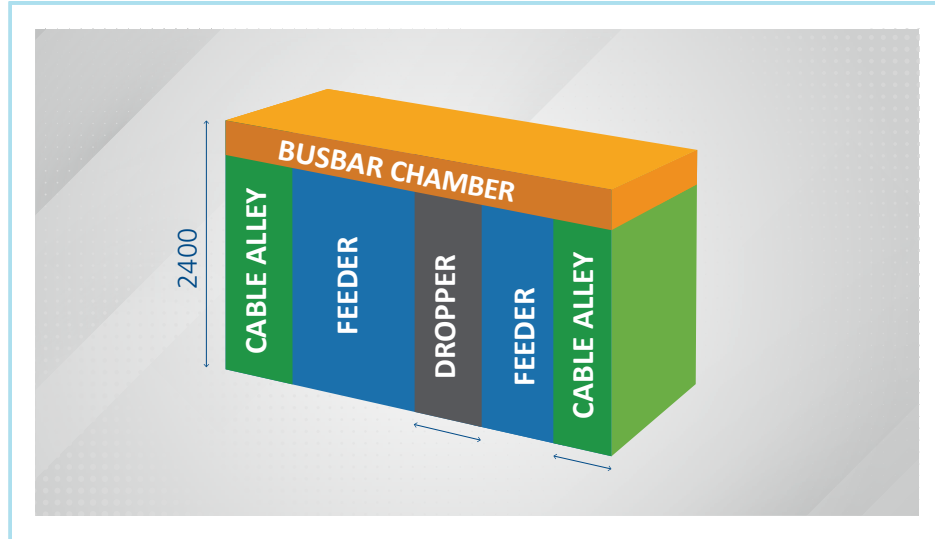 BUSBAR CHAMBER
2400
CABLE ALLEY
FEEDER
DROPPER
FEEDER
CABLE ALLEY